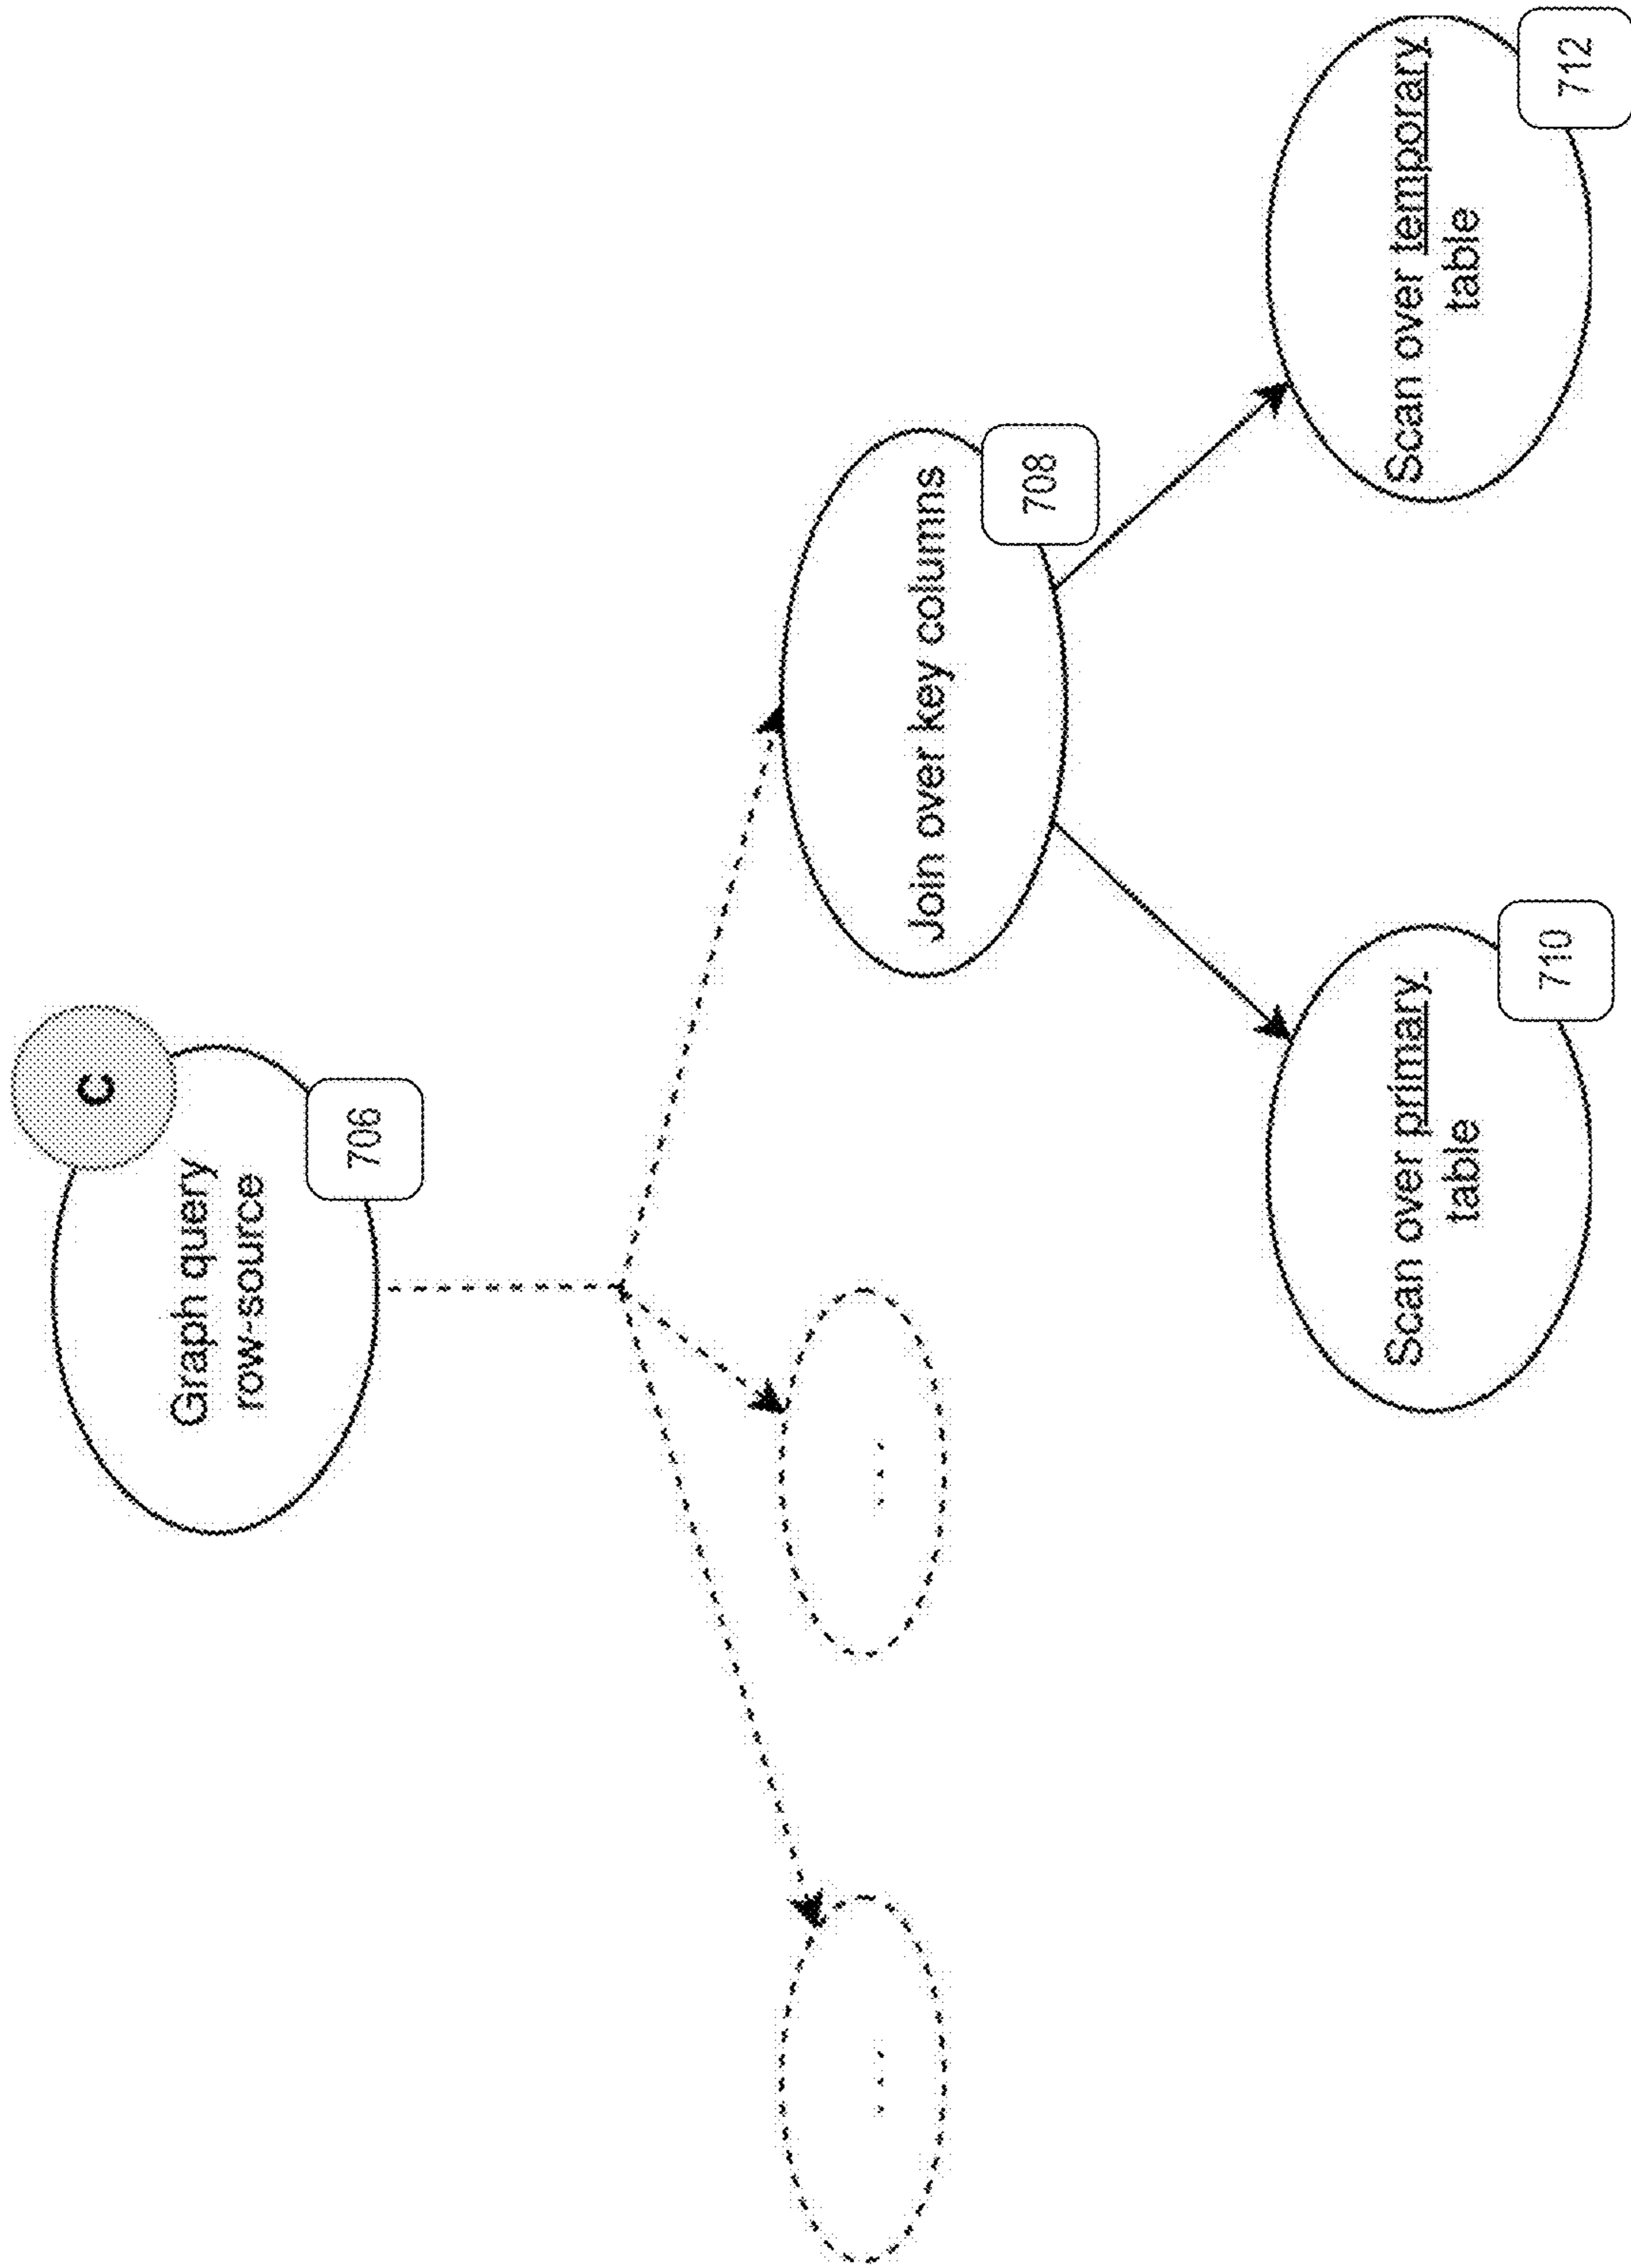 C
Graph query
row-source
706
...
...
Join over key columns
708
Scan over primary
table
710
Scan over temporary
table
712